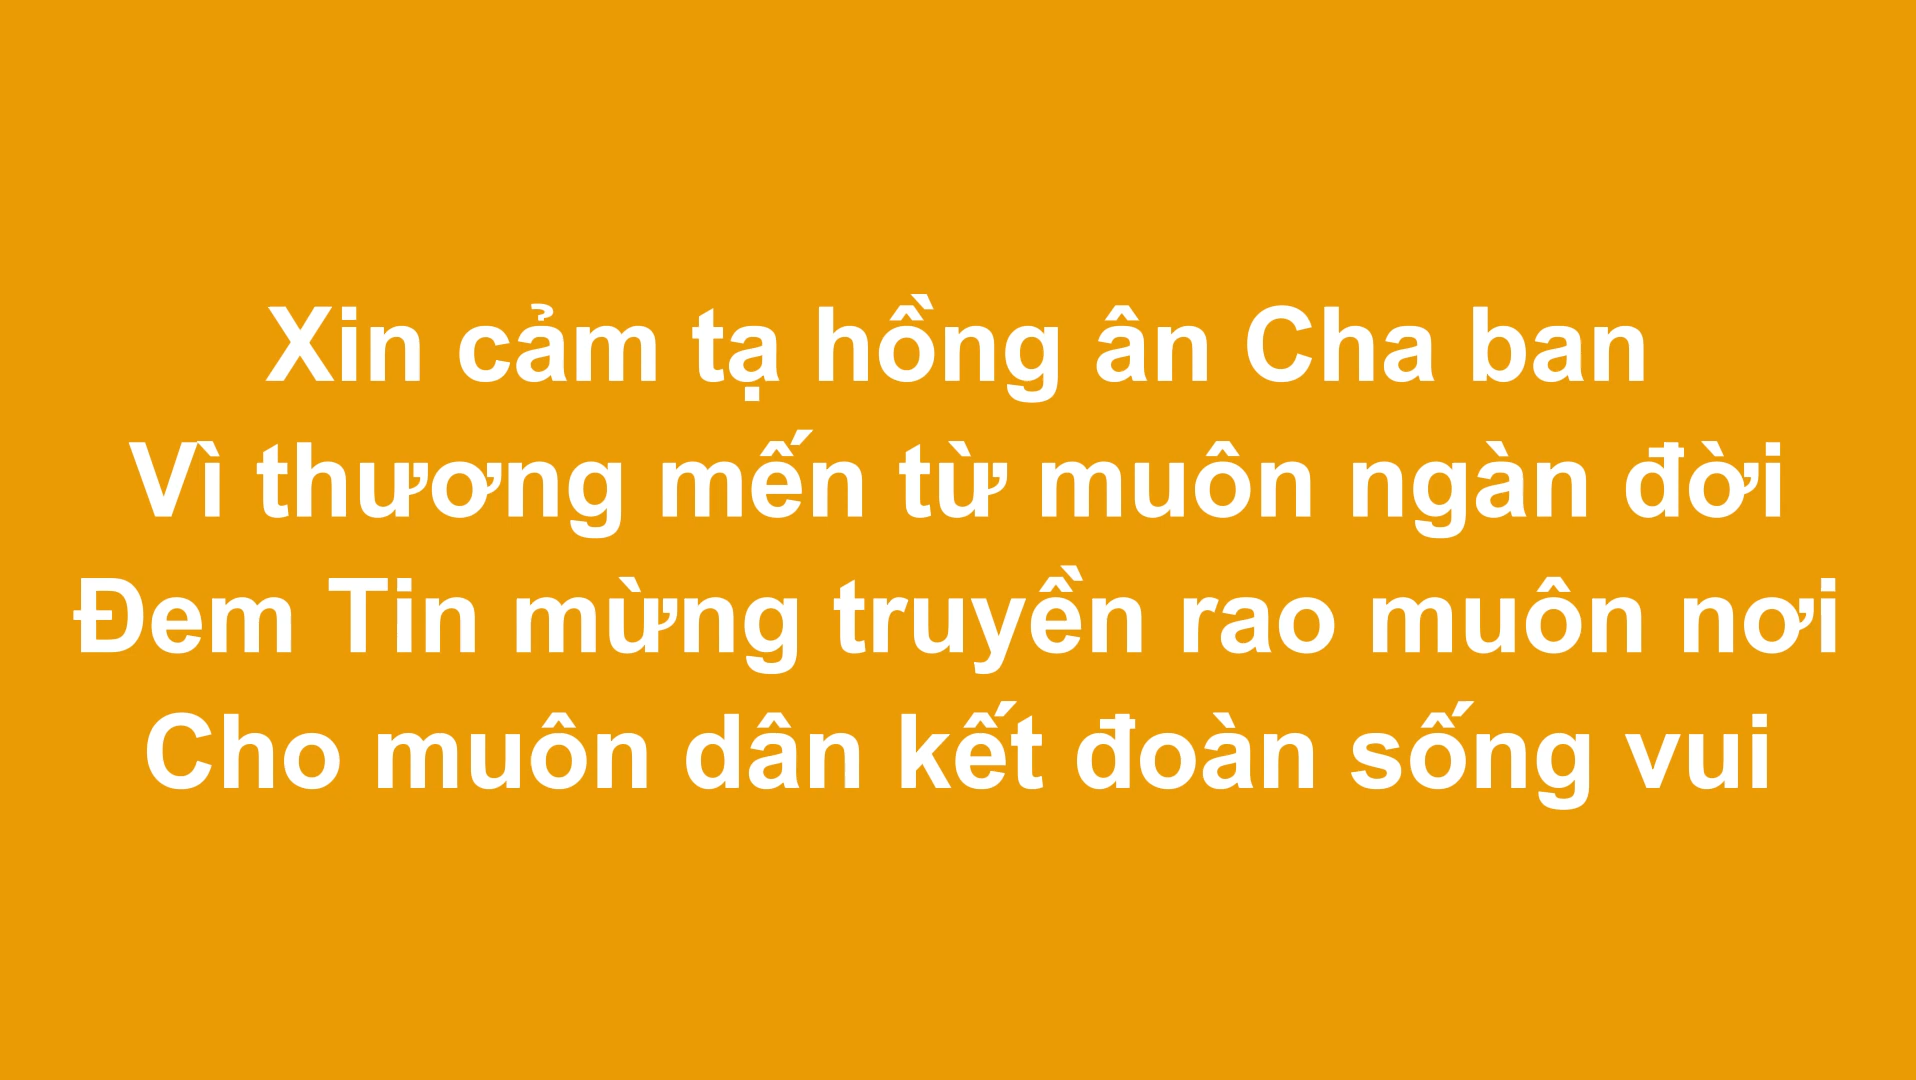 Xin cảm tạ hồng ân Cha ban
Vì thương mến từ muôn ngàn đời
Đem Tin mừng truyền rao muôn nơi
Cho muôn dân kết đoàn sống vui